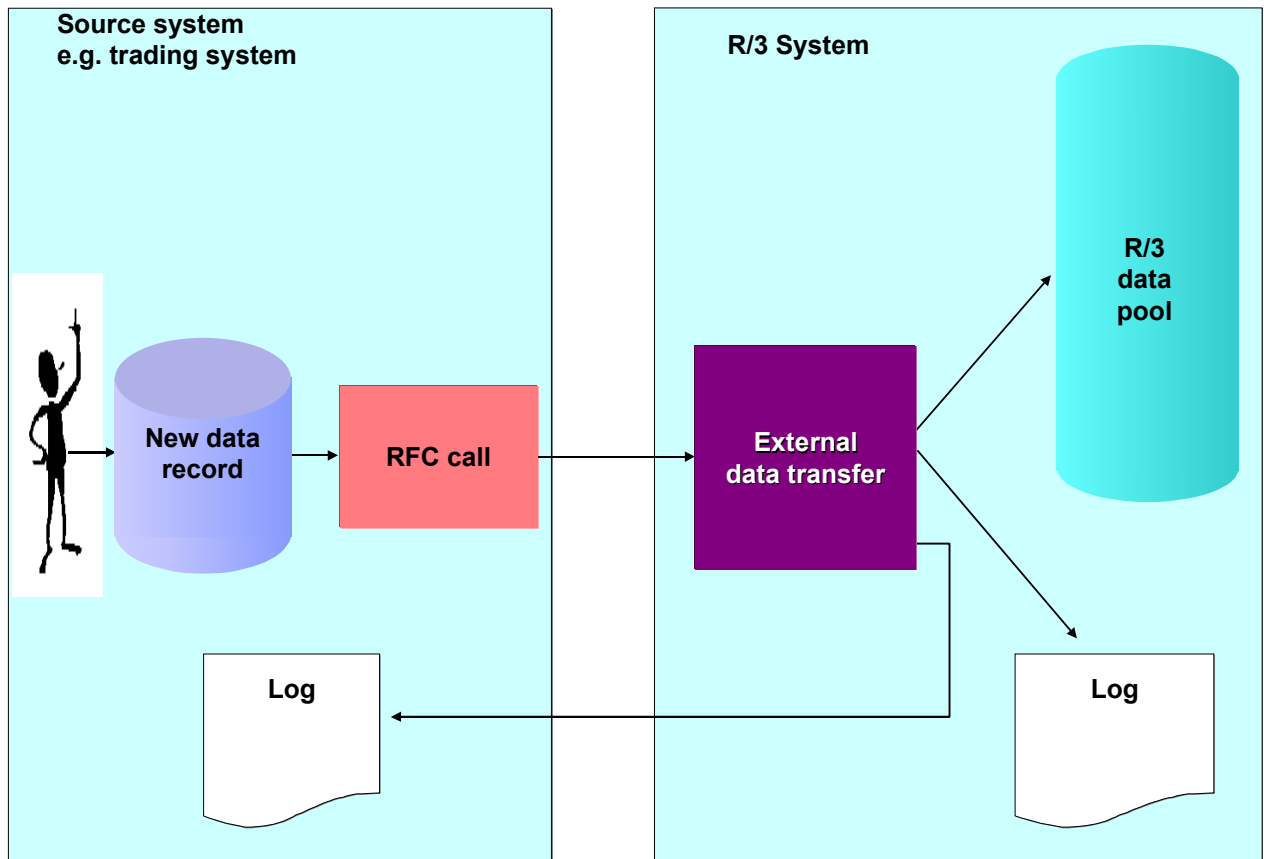 Source system
e.g. trading system
R/3 System
R/3
data
pool
New data
record
RFC call
External
data transfer
Log
Log